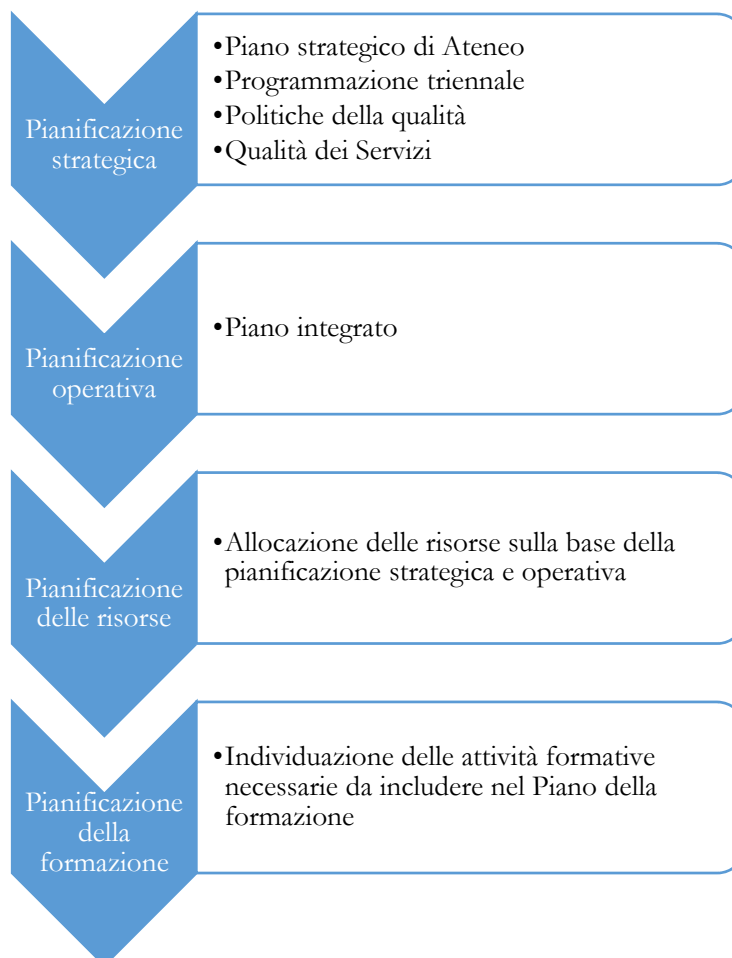 Pianificazione
strategica
•Piano strategico di Ateneo
•Programmazione triennale
•Politiche della qualità
•Qualità dei Servizi
Pianificazione
operativa
•Piano integrato
Pianificazione
delle risorse
•Allocazione delle risorse sulla base della
pianificazione strategica e operativa
Pianificazione
della
formazione
•Individuazione delle attività formative
necessarie da includere nel Piano della
formazione